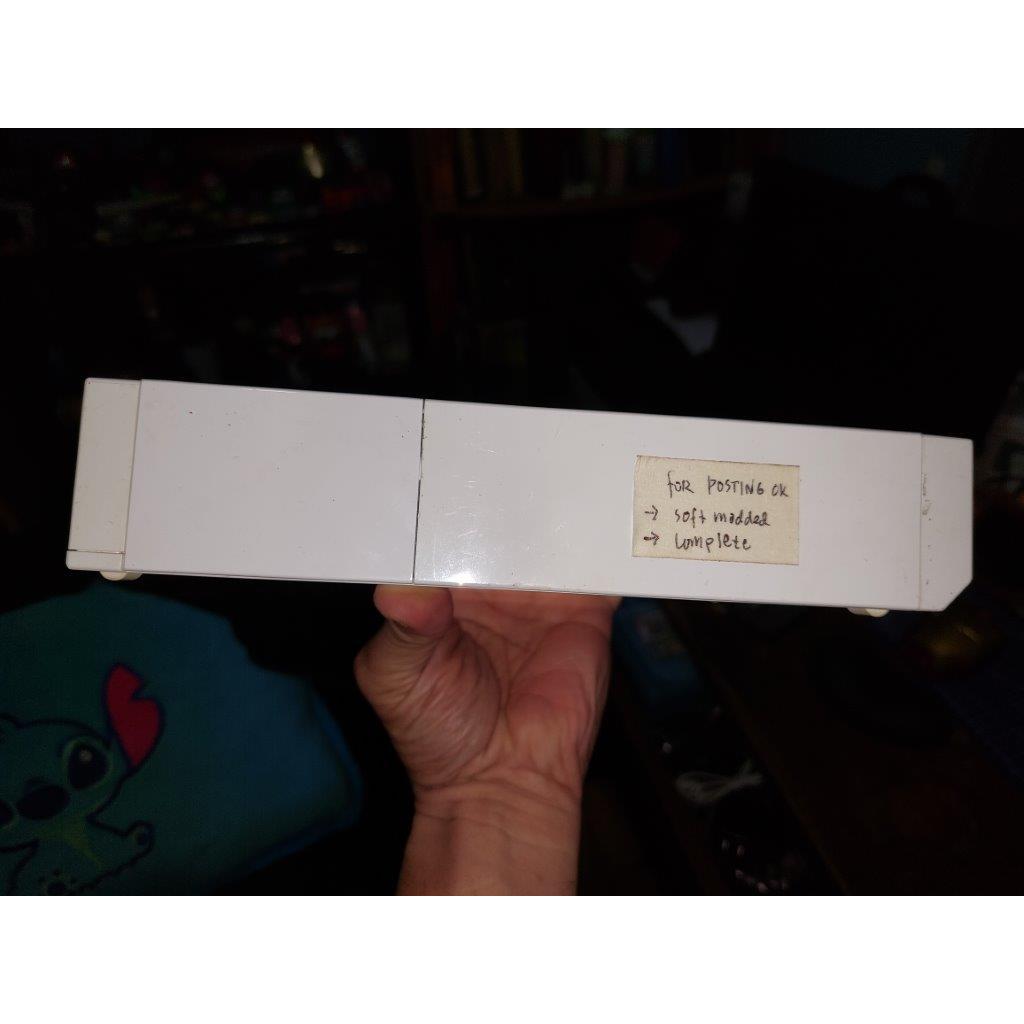 FOR POSTING OK
→ soft modded
→ complete